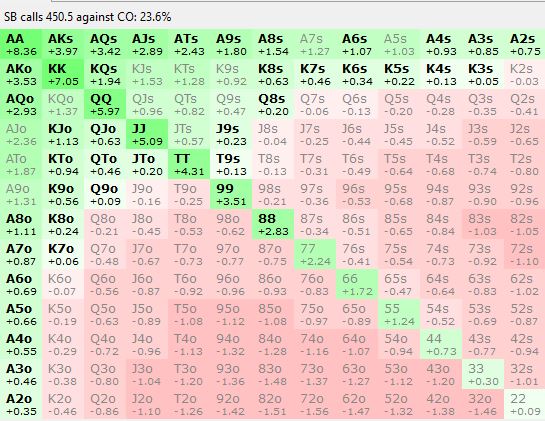 SB calls 450.5 against CO: 23.6%
AA AKs AQs AJs ATs A9s A8s A7s A6s A5s A4s A3s A2s
+8.36 +3.97 +3.42 +2.89 +2.43 +1.80 +1.54 +1.27 +1.07 +1.03 +0.93 +0.85 +0.75
AKo KK KQs KJs KTs K9s K8s K7s K6s K5s K4s K3s K2s
+3.53 +7.05 +1.94 +1.53 +1.28 +0.92 +0.63 +0.46 +0.34 +0.22 +0.13 +0.05 -0.03
AQo KQo QQ QJs QTs Q9s Q8s Q7s Q6s Q5s Q4s Q3s Q2s
+2.93 +1.37 +5.97 +0.96 +0.82 +0.47 +0.20 -0.06 -0.13 -0.20 -0.28 -0.35 -0.41
AJo KJo QJo JJ JTs J9s J8s J7s J6s J5s J4s J3s J2s
+2.36 +1.13 +0.63 +5.09 +0.57 +0.23 -0.04 -0.25 -0.44 -0.45 -0.52 -0.59 -0.65
ATo KTo QTo JTo TT T9s T8s T7s T6s T5s T4s T3s T2s
+1.87 +0.94 +0.46 +0.20 +4.31 +0.13 -0.13 -0.31 -0.49 -0.64 -0.68 -0.74 -0.80
A9o K9o Q9o J9o T9o 99 98s 97s 96s 95s 94s 93s 92s
+1.31 +0.56 +0.09 -0.16 -0.25 +3.51 -0.21 -0.36 -0.53 -0.68 -0.87 -0.90 -0.96
A8o K8o Q8o J8o T8o 98o 88 87s 86s 85s 84s 83s 82s
+1.11 +0.24 -0.21 -0.45 -0.53 -0.62 +2.83 -0.34 -0.51 -0.65 -0.84 -1.03 -1.05
A7o K7o Q7o J7o T7o 97o 87o 77 76s 75s 74s 73s 72s
+0.87 +0.06 -0.48 -0.67 -0.73 -0.77 -0.75 +2.24 -0.41 -0.54 -0.73 -0.92 -1.10
A6o K6o Q6o J6o T6o 96o 86o 76o 66 65s 64s 63s 62s
+0.69 -0.07 -0.56 -0.87 -0.92 -0.96 -0.93 -0.83 +1.72 -0.47 -0.64 -0.83 -1.02
A5o K5o Q5o J5o T5o 95o 85o 75o 65o 55 54s 53s 52s
+0.66 -0.19 -0.63 -0.89 -1.08 -1.12 -1.08 -0.97 -0.89 +1.24 -0.52 -0.69 -0.87
A4o K4o Q4o J4o T4o 94o 84o 74o 64o 54o 44 43s 42s
+0.55 -0.29 -0.72 -0.96 -1.13 -1.32 -1.28 -1.16 -1.07 -0.94 +0.73 -0.77 -0.94
A3o K3o Q3o J3o T3o 93o 83o 73o 63o 53o 43o 33 32s
+0.46 -0.38 -0.80 -1.04 -1.20 -1.36 -1.48 -1.37 -1.27 -1.12 -1.20 +0.30 -1.01
A2o K2o Q2o J2o T2o 92o 82o 72o 62o 52o 42o 32o 22
+0.35 -0.46 -0.86 -1.10 -1.26 -1.42 -1.51 -1.56 -1.47 -1.32 -1.38 -1.46 +0.09